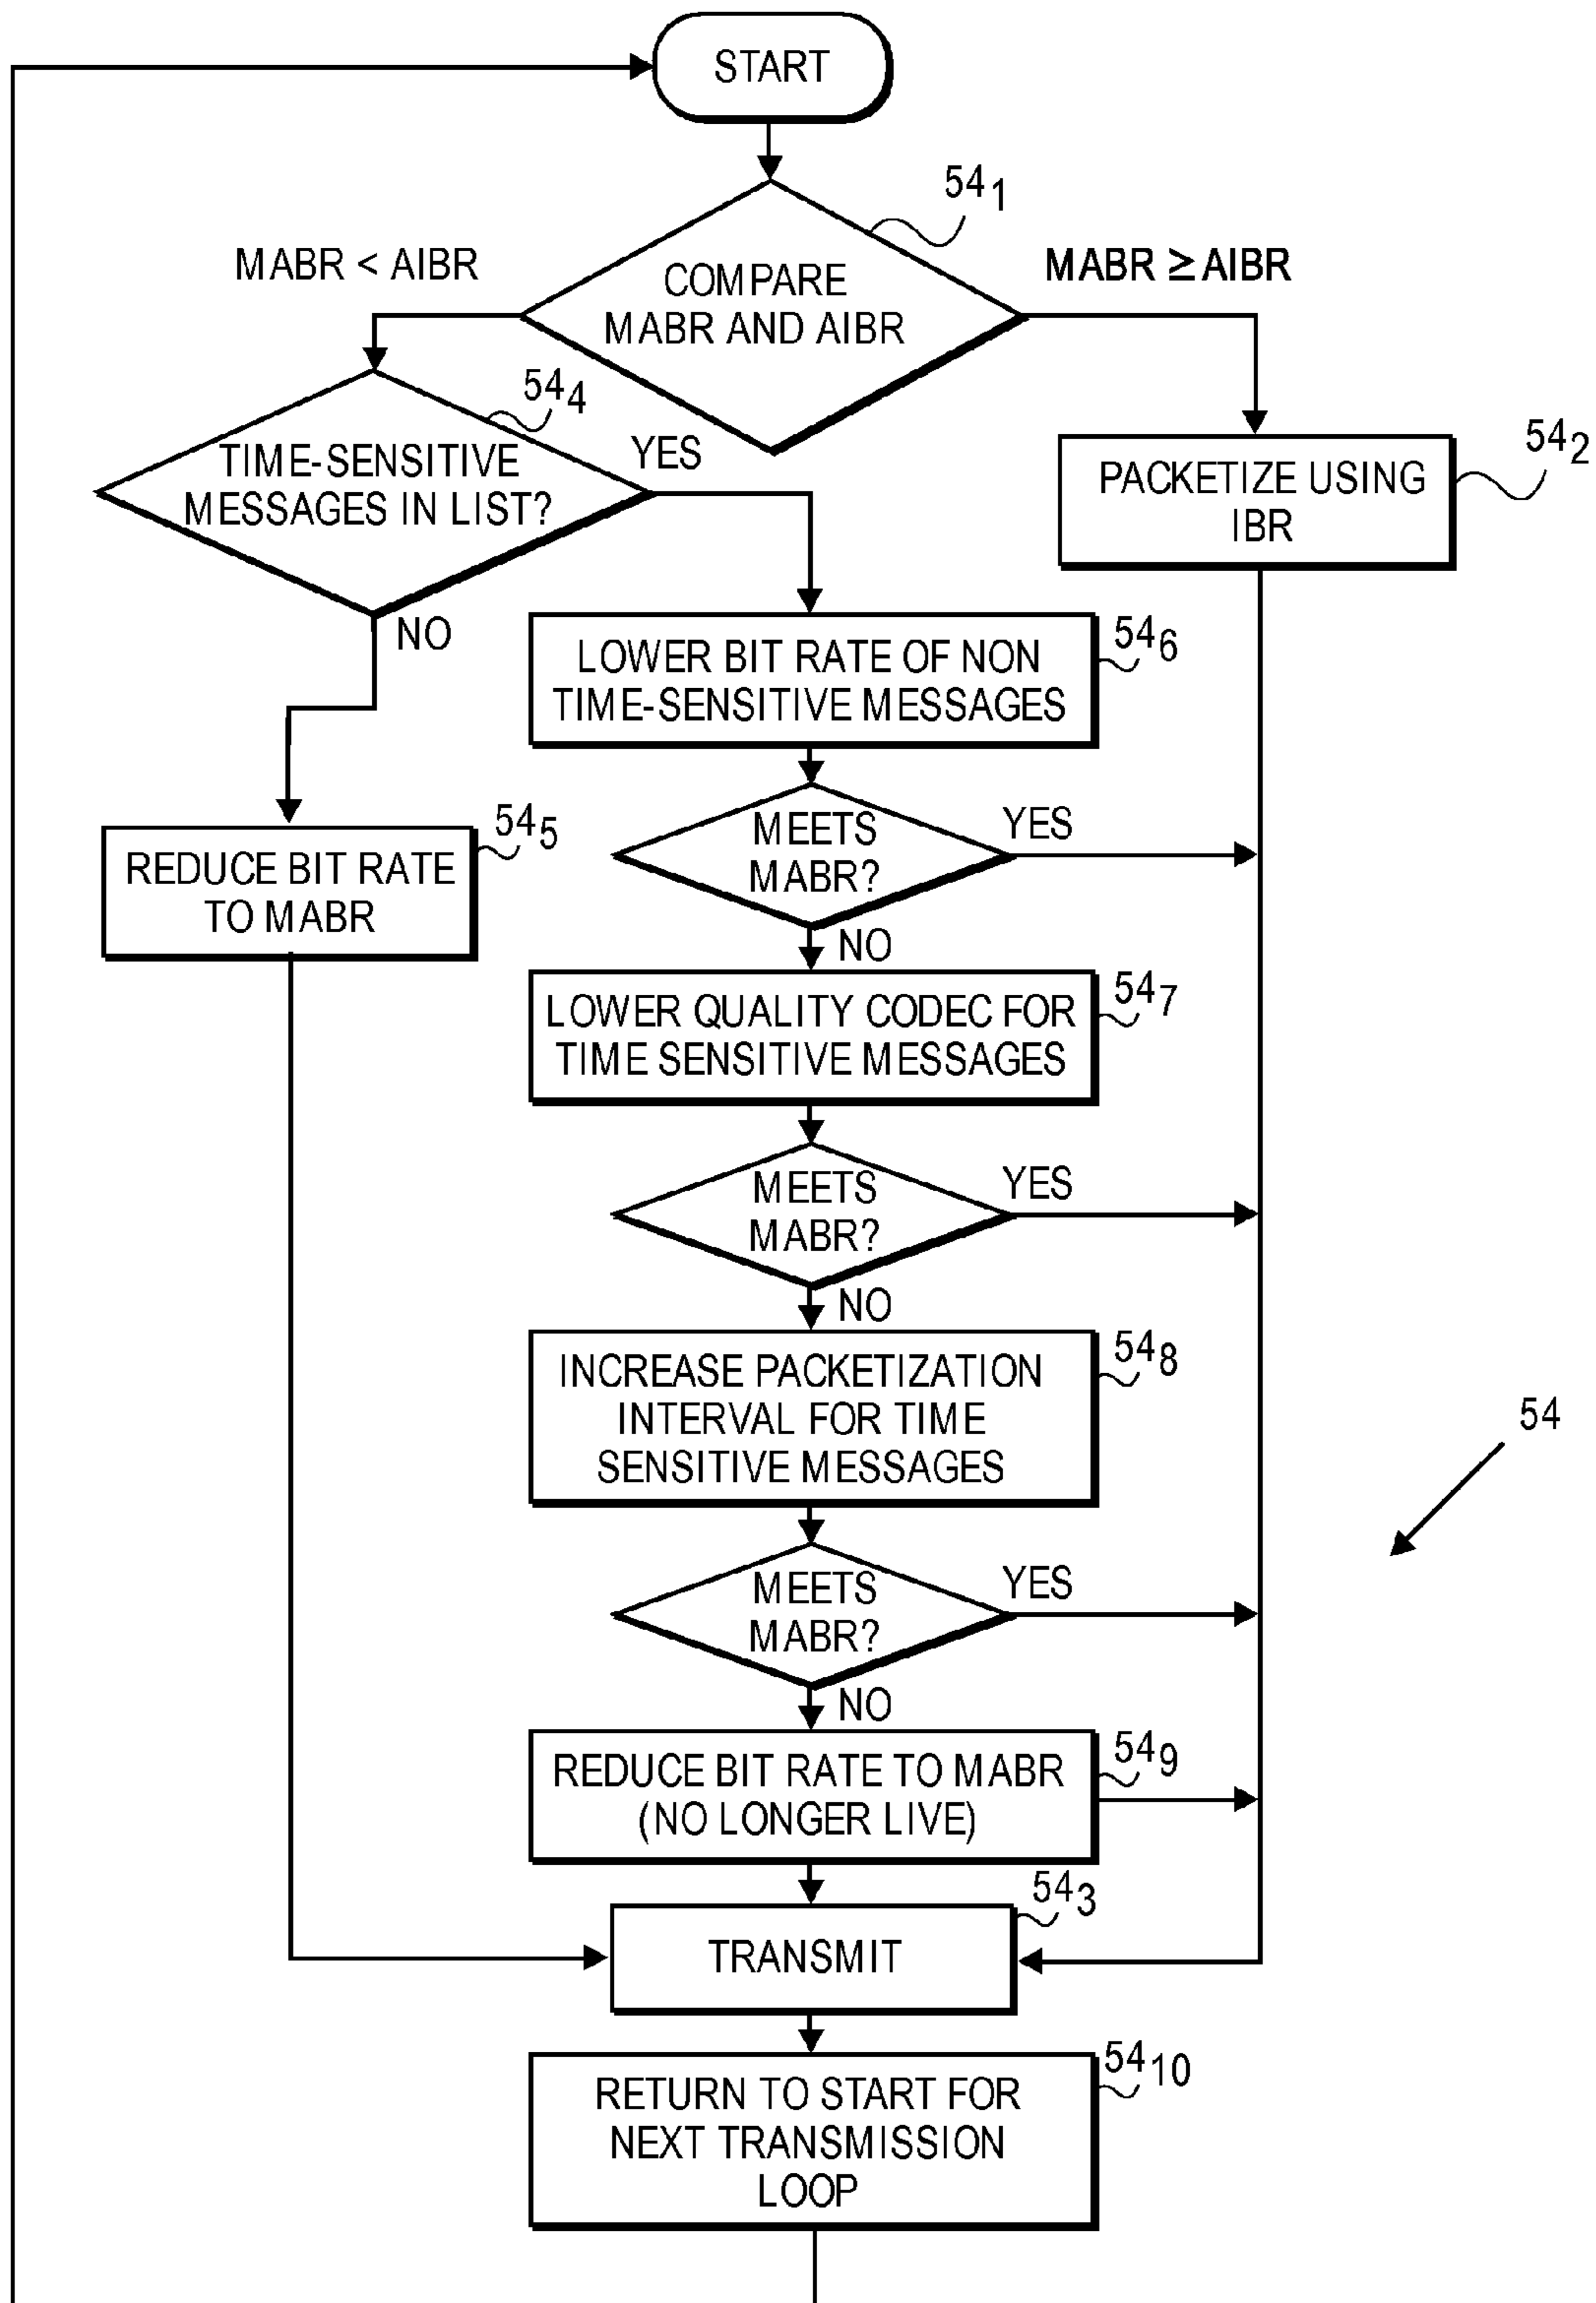 START
54₁
MABR < AIBR
MABR ≥ AIBR
COMPARE
MABR AND AIBR
54₄
TIME-SENSITIVE
MESSAGES IN LIST?
YES
NO
54₂
PACKETIZE USING
IBR
54₆
LOWER BIT RATE OF NON
TIME-SENSITIVE MESSAGES
54₅
REDUCE BIT RATE
TO MABR
MEETS
MABR?
YES
NO
54₇
LOWER QUALITY CODEC FOR
TIME SENSITIVE MESSAGES
MEETS
MABR?
YES
NO
54₈
INCREASE PACKETIZATION
INTERVAL FOR TIME
SENSITIVE MESSAGES
54
MEETS
MABR?
YES
NO
54₉
REDUCE BIT RATE TO MABR
(NO LONGER LIVE)
54₃
TRANSMIT
54₁₀
RETURN TO START FOR
NEXT TRANSMISSION
LOOP